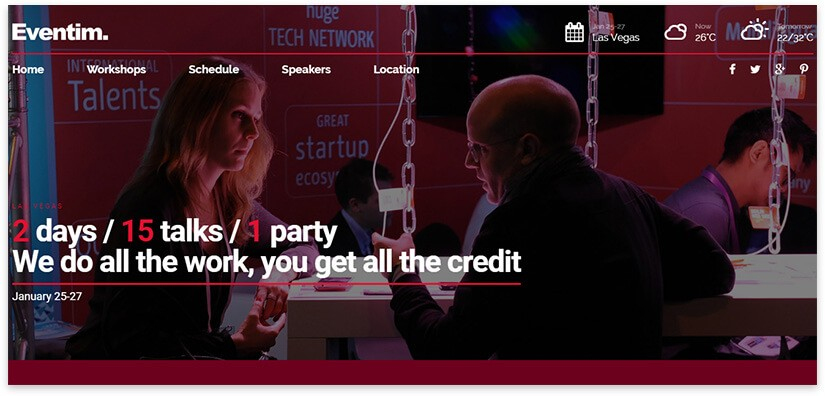 Eventim.
Jan 25-27
Las Vegas
Now
26°C
Tomorrow
22/32°C
Home
Workshops
Schedule
Speakers
Location
huge
TECH NETWORK
INTERNATIONAL
Talents
GREAT
startup
LAS VEGAS
2 days / 15 talks / 1 party
We do all the work, you get all the credit
January 25-27